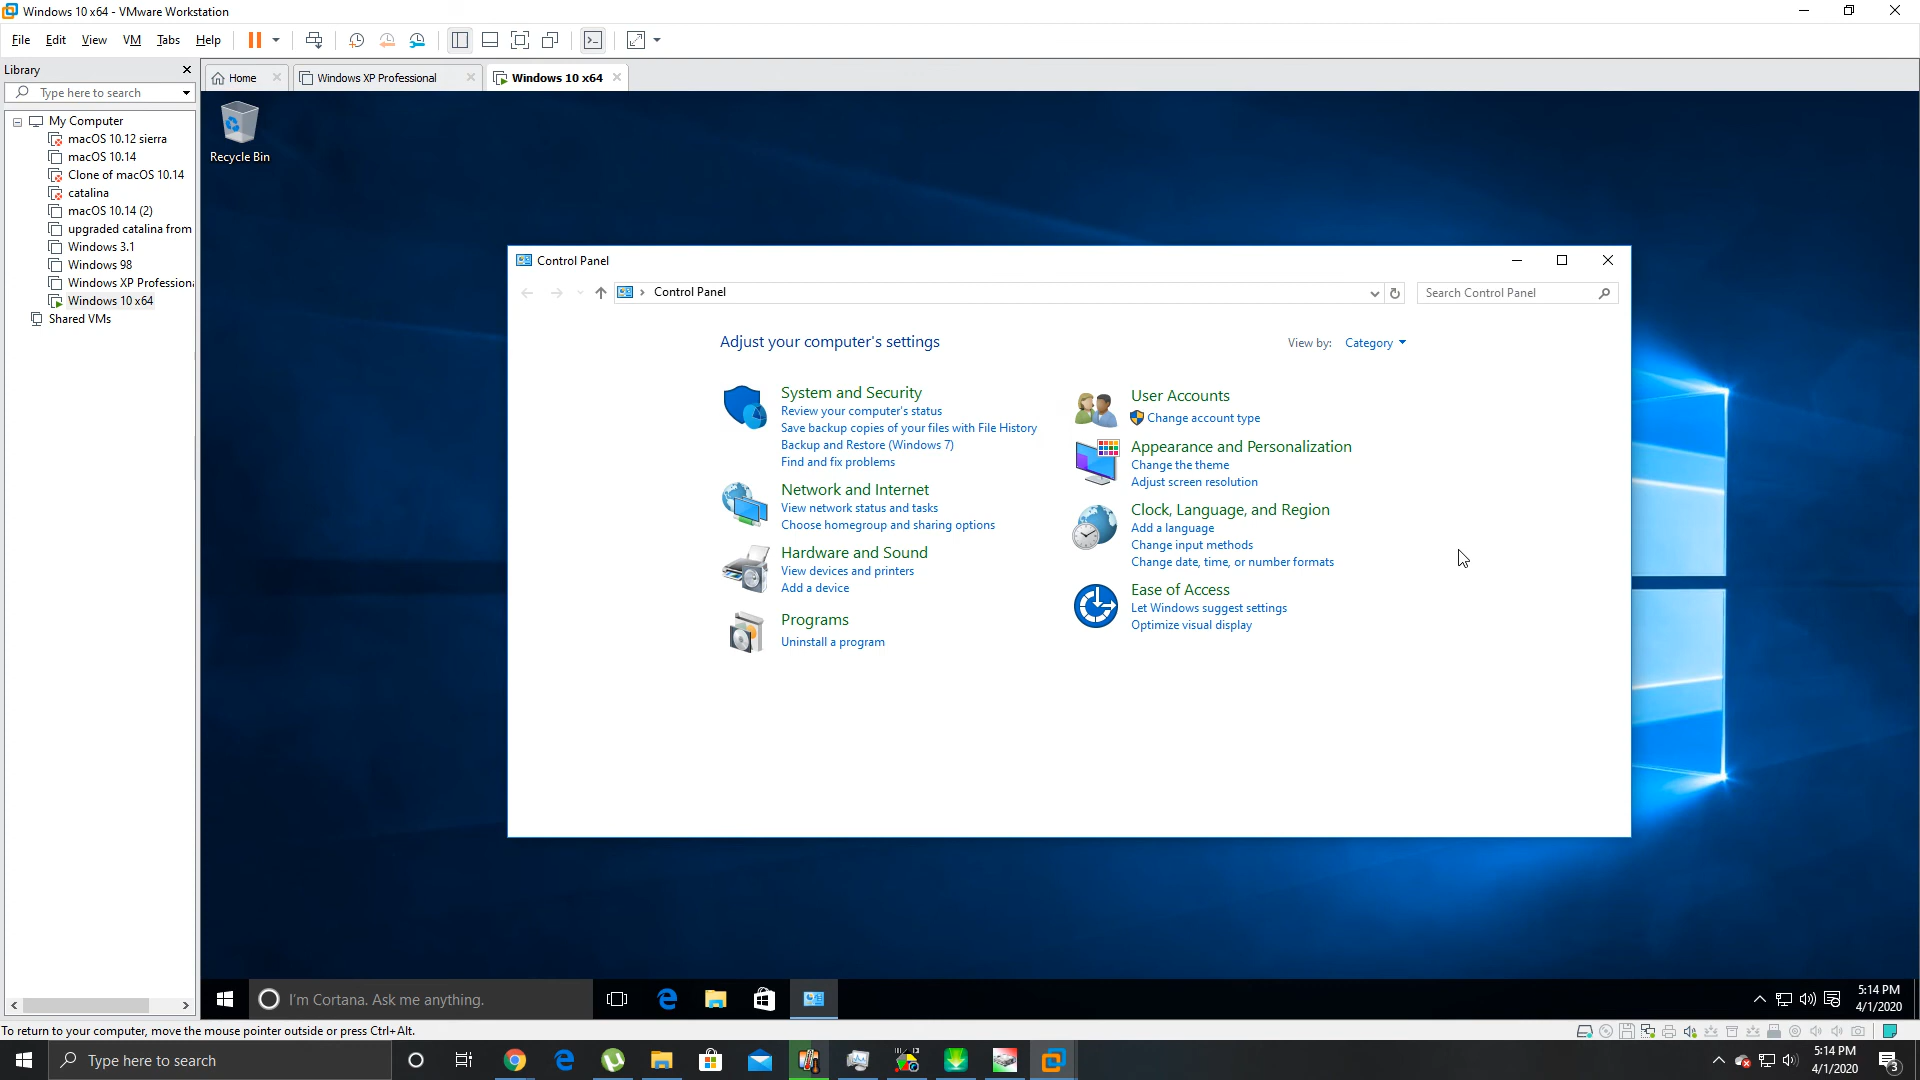 Windows 10 x64 - VMware Workstation
File Edit View VM Tabs Help
Library
Type here to search
Home
Windows XP Professional
Windows 10 x64
My Computer
macOS 10.12 sierra
macOS 10.14
Clone of macOS 10.14
catalina
macOS 10.14 (2)
upgraded catalina from
Windows 3.1
Windows 98
Windows XP Professiona
Windows 10 x64
Shared VMs
Recycle Bin
Control Panel
Control Panel
Search Control Panel
Adjust your computer's settings
View by: Category
System and Security
Review your computer's status
Save backup copies of your files with File History
Backup and Restore (Windows 7)
Find and fix problems
Network and Internet
View network status and tasks
Choose homegroup and sharing options
Hardware and Sound
View devices and printers
Add a device
Programs
Uninstall a program
User Accounts
Change account type
Appearance and Personalization
Change the theme
Adjust screen resolution
Clock, Language, and Region
Add a language
Change input methods
Change date, time, or number formats
Ease of Access
Let Windows suggest settings
Optimize visual display
I'm Cortana. Ask me anything.
5:14 PM
4/1/2020
To return to your computer, move the mouse pointer outside or press Ctrl+Alt.
Type here to search
5:14 PM
4/1/2020
3